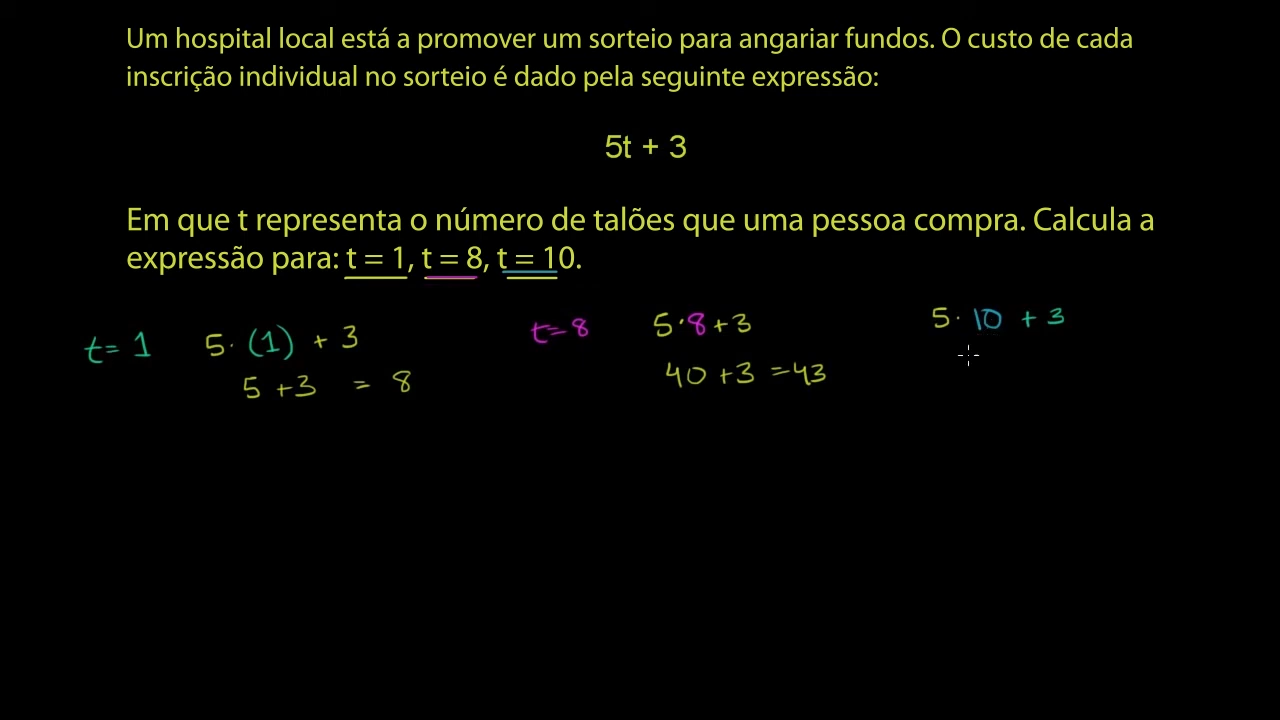 Um hospital local está a promover um sorteio para angariar fundos. O custo de cada
inscrição individual no sorteio é dado pela seguinte expressão:
5t + 3
Em que t representa o número de talões que uma pessoa compra. Calcula a
expressão para: t = 1, t = 8, t = 10.
t= 1 5·(1) + 3 t=8 5·8+3 5·10 + 3
5 +3 = 8 40 +3 =43